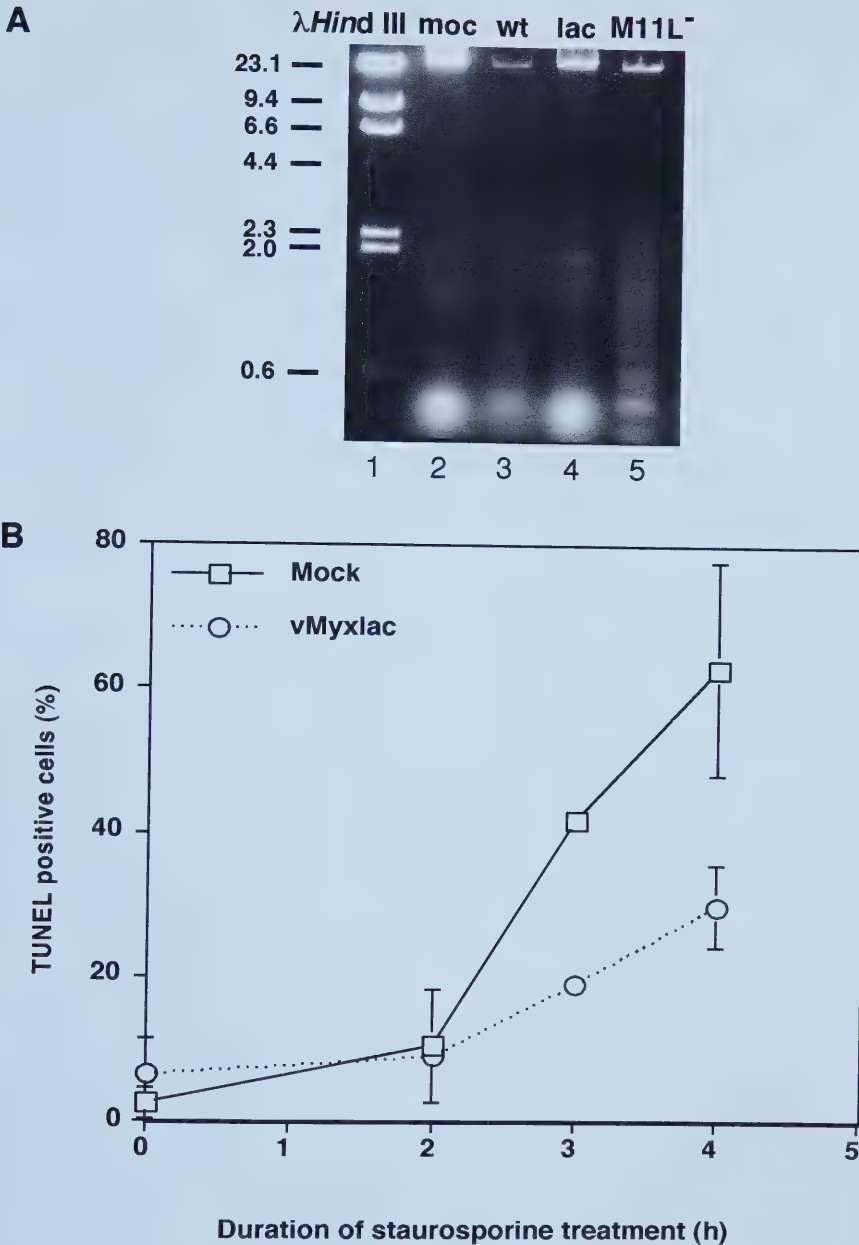 A
λHind III moc wt lac M11L-
23.1
9.4
6.6
4.4
2.3
2.0
0.6
1 2 3 4 5
B
80
60
40
20
0
Mock
vMyxlac
TUNEL positive cells (%)
0 1 2 3 4 5
Duration of staurosporine treatment (h)